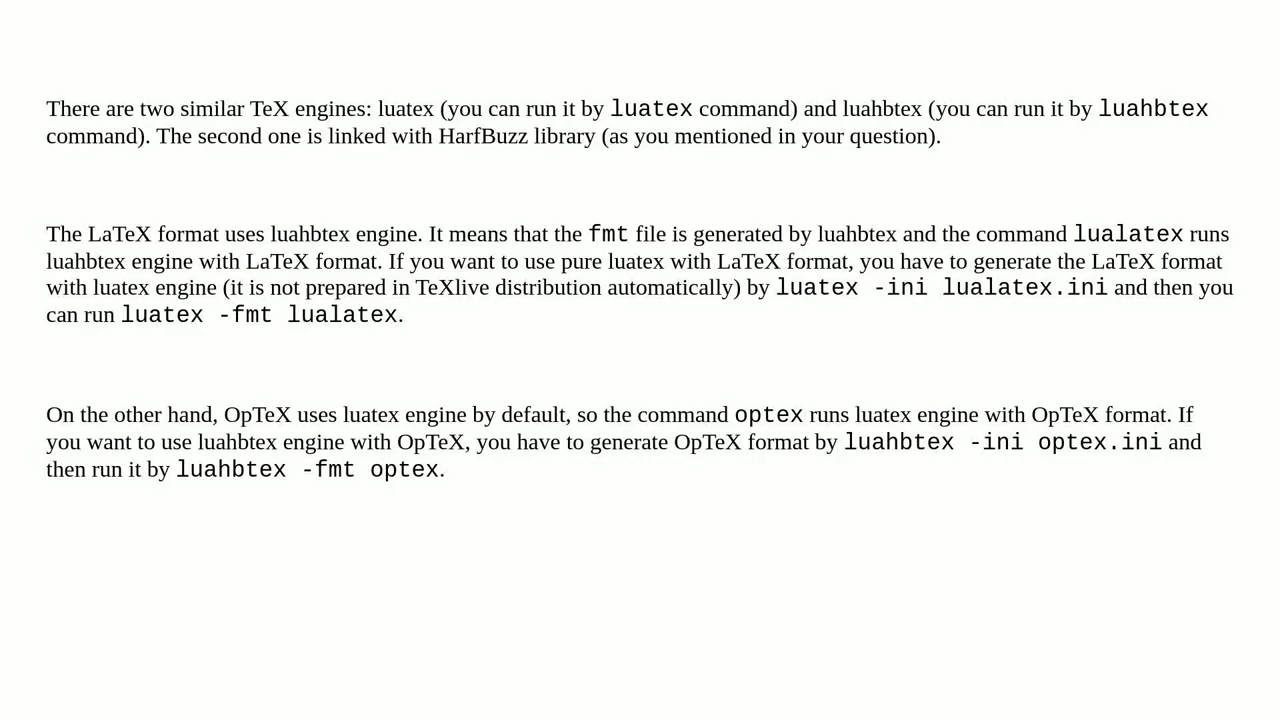 There are two similar TeX engines: luatex (you can run it by luatex command) and luahbtex (you can run it by luahbtex
command). The second one is linked with HarfBuzz library (as you mentioned in your question).
The LaTeX format uses luahbtex engine. It means that the fmt file is generated by luahbtex and the command lualatex runs
luahbtex engine with LaTeX format. If you want to use pure luatex with LaTeX format, you have to generate the LaTeX format
with luatex engine (it is not prepared in TeXlive distribution automatically) by luatex -ini lualatex.ini and then you
can run luatex -fmt lualatex.
On the other hand, OpTeX uses luatex engine by default, so the command optex runs luatex engine with OpTeX format. If
you want to use luahbtex engine with OpTeX, you have to generate OpTeX format by luahbtex -ini optex.ini and
then run it by luahbtex -fmt optex.